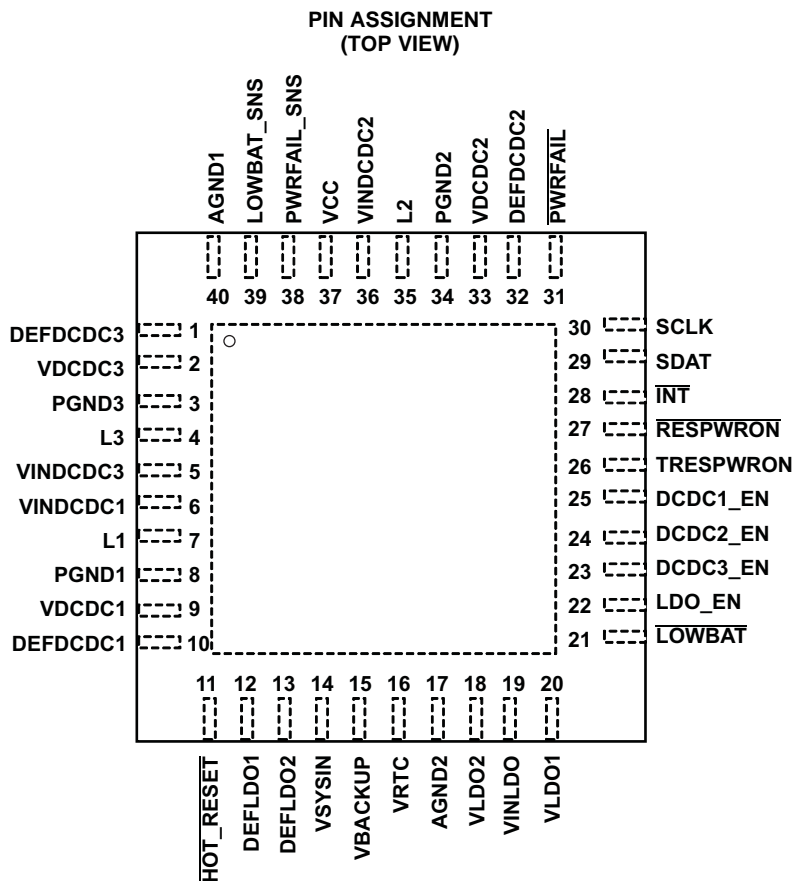 PIN ASSIGNMENT
(TOP VIEW)
AGND1
LOWBAT_SNS
PWRFAIL_SNS
VCC
VINDCDC2
L2
PGND2
VDCDC2
DEFDCDC2
PWRFAIL
40 39 38 37 36 35 34 33 32 31
DEFDCDC3 1
VDCDC3 2
PGND3 3
L3 4
VINDCDC3 5
VINDCDC1 6
L1 7
PGND1 8
VDCDC1 9
DEFDCDC1 10
30 SCLK
29 SDAT
28 INT
27 RESPWRON
26 TRESPWRON
25 DCDC1_EN
24 DCDC2_EN
23 DCDC3_EN
22 LDO_EN
21 LOWBAT
11 12 13 14 15 16 17 18 19 20
HOT_RESET
DEFLDO1
DEFLDO2
VSYSIN
VBACKUP
VRTC
AGND2
VLDO2
VINLDO
VLDO1